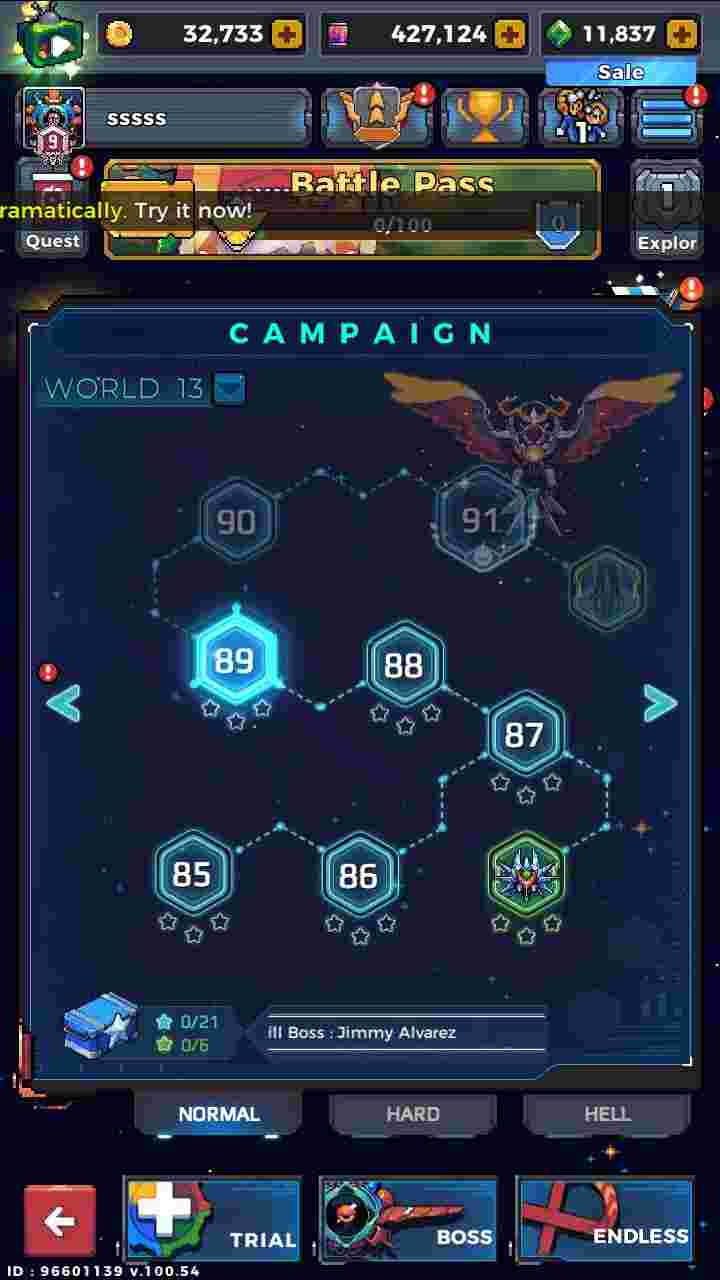 32,733
427,124
11,837
Sale
9
sssss
1
Battle Pass
ramatically. Try it now!
0/100
0
1
Quest
Explor
CAMPAIGN
WORLD 13
90
91
89
88
87
85
86
0/21
0/6
ill Boss : Jimmy Alvarez
NORMAL
HARD
HELL
TRIAL
BOSS
ENDLESS
ID : 96601139 v.100.54